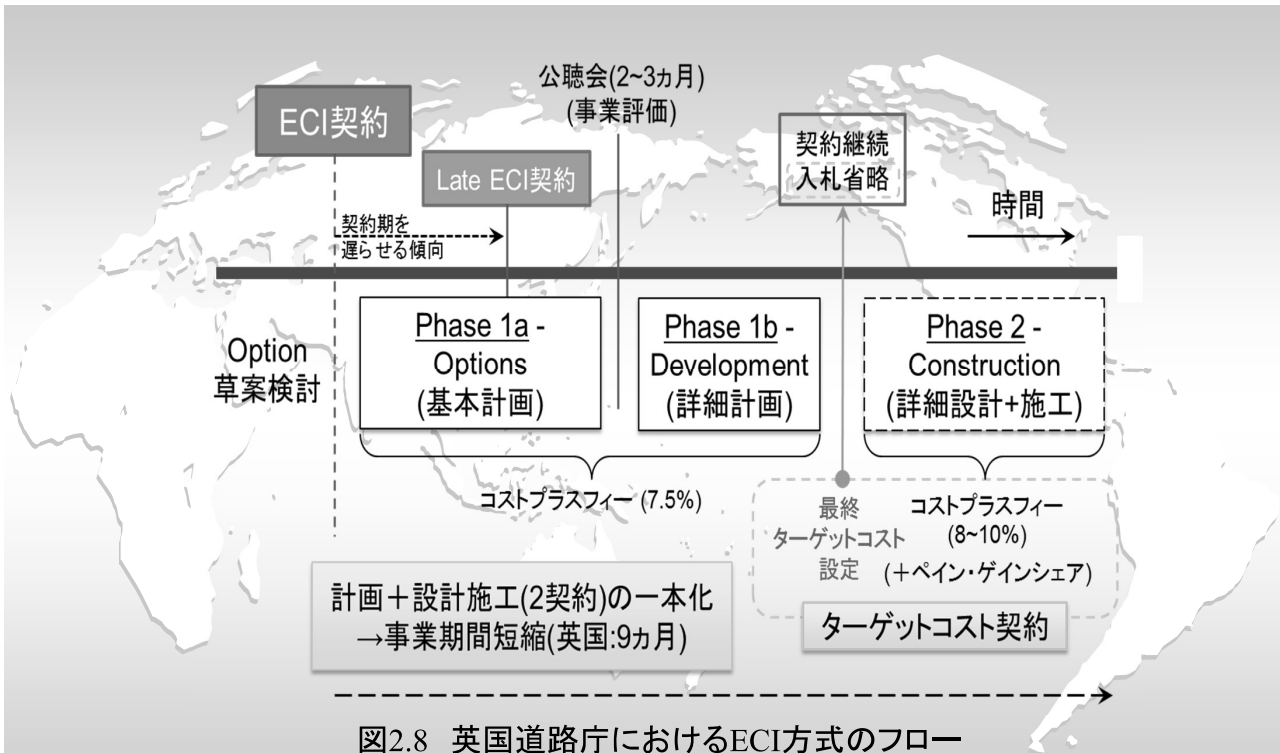 公聴会(2~3ヵ月)
(事業評価)
ECI契約
Late ECI契約
契約継続
入札省略
時間
契約期を
遅らせる傾向
Option
草案検討
Phase 1a -
Options
(基本計画)
Phase 1b -
Development
(詳細計画)
Phase 2 -
Construction
(詳細設計+施工)
コストプラスフィー (7.5%)
最終
ターゲットコスト
設定
コストプラスフィー
(8~10%)
(＋ペイン・ゲインシェア)
ターゲットコスト契約
計画＋設計施工(2契約)の一本化
→事業期間短縮(英国:9ヵ月)
図2.8 英国道路庁におけるECI方式のフロー